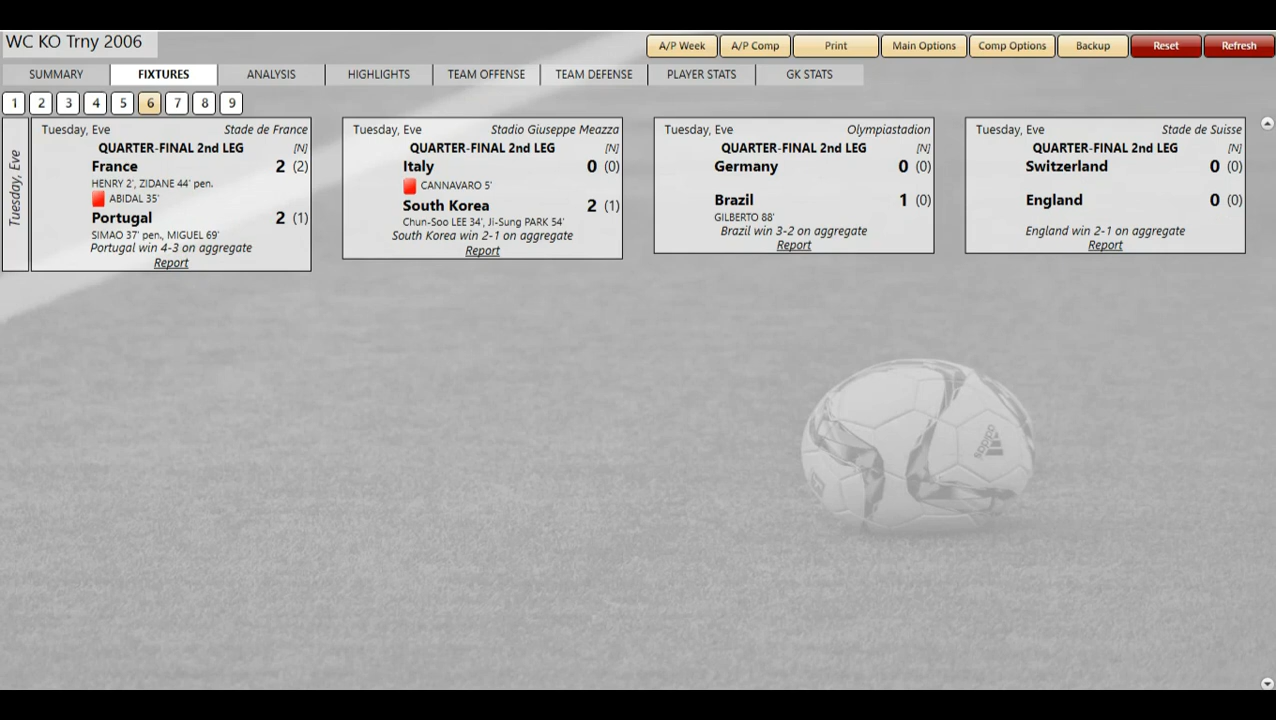 WC KO Trny 2006
A/P Week
A/P Comp
Print
Main Options
Comp Options
Backup
Reset
Refresh
SUMMARY
FIXTURES
ANALYSIS
HIGHLIGHTS
TEAM OFFENSE
TEAM DEFENSE
PLAYER STATS
GK STATS
1 2 3 4 5 6 7 8 9
Tuesday, Eve
Tuesday, Eve Stade de France
QUARTER-FINAL 2nd LEG [N]
France 2 (2)
HENRY 2', ZIDANE 44' pen.
ABIDAL 35'
Portugal 2 (1)
SIMAO 37' pen., MIGUEL 69'
Portugal win 4-3 on aggregate
Report
Tuesday, Eve Stadio Giuseppe Meazza
QUARTER-FINAL 2nd LEG [N]
Italy 0 (0)
CANNAVARO 5'
South Korea 2 (1)
Chun-Soo LEE 34', JI-Sung PARK 54'
South Korea win 2-1 on aggregate
Report
Tuesday, Eve Olympiastadion
QUARTER-FINAL 2nd LEG [N]
Germany 0 (0)
Brazil 1 (0)
GILBERTO 88'
Brazil win 3-2 on aggregate
Report
Tuesday, Eve Stade de Suisse
QUARTER-FINAL 2nd LEG [N]
Switzerland 0 (0)
England 0 (0)
England win 2-1 on aggregate
Report
adidas